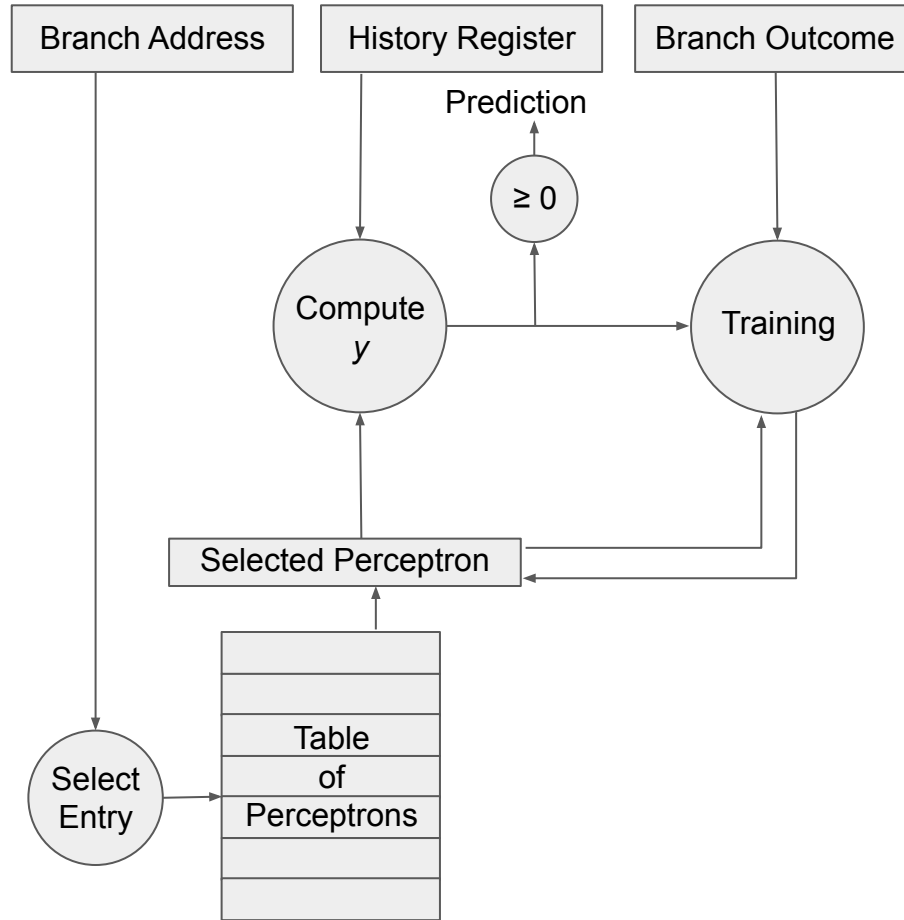 Branch Address
History Register
Branch Outcome
Prediction
≥ 0
Compute
y
Training
Selected Perceptron
Table
of
Perceptrons
Select
Entry